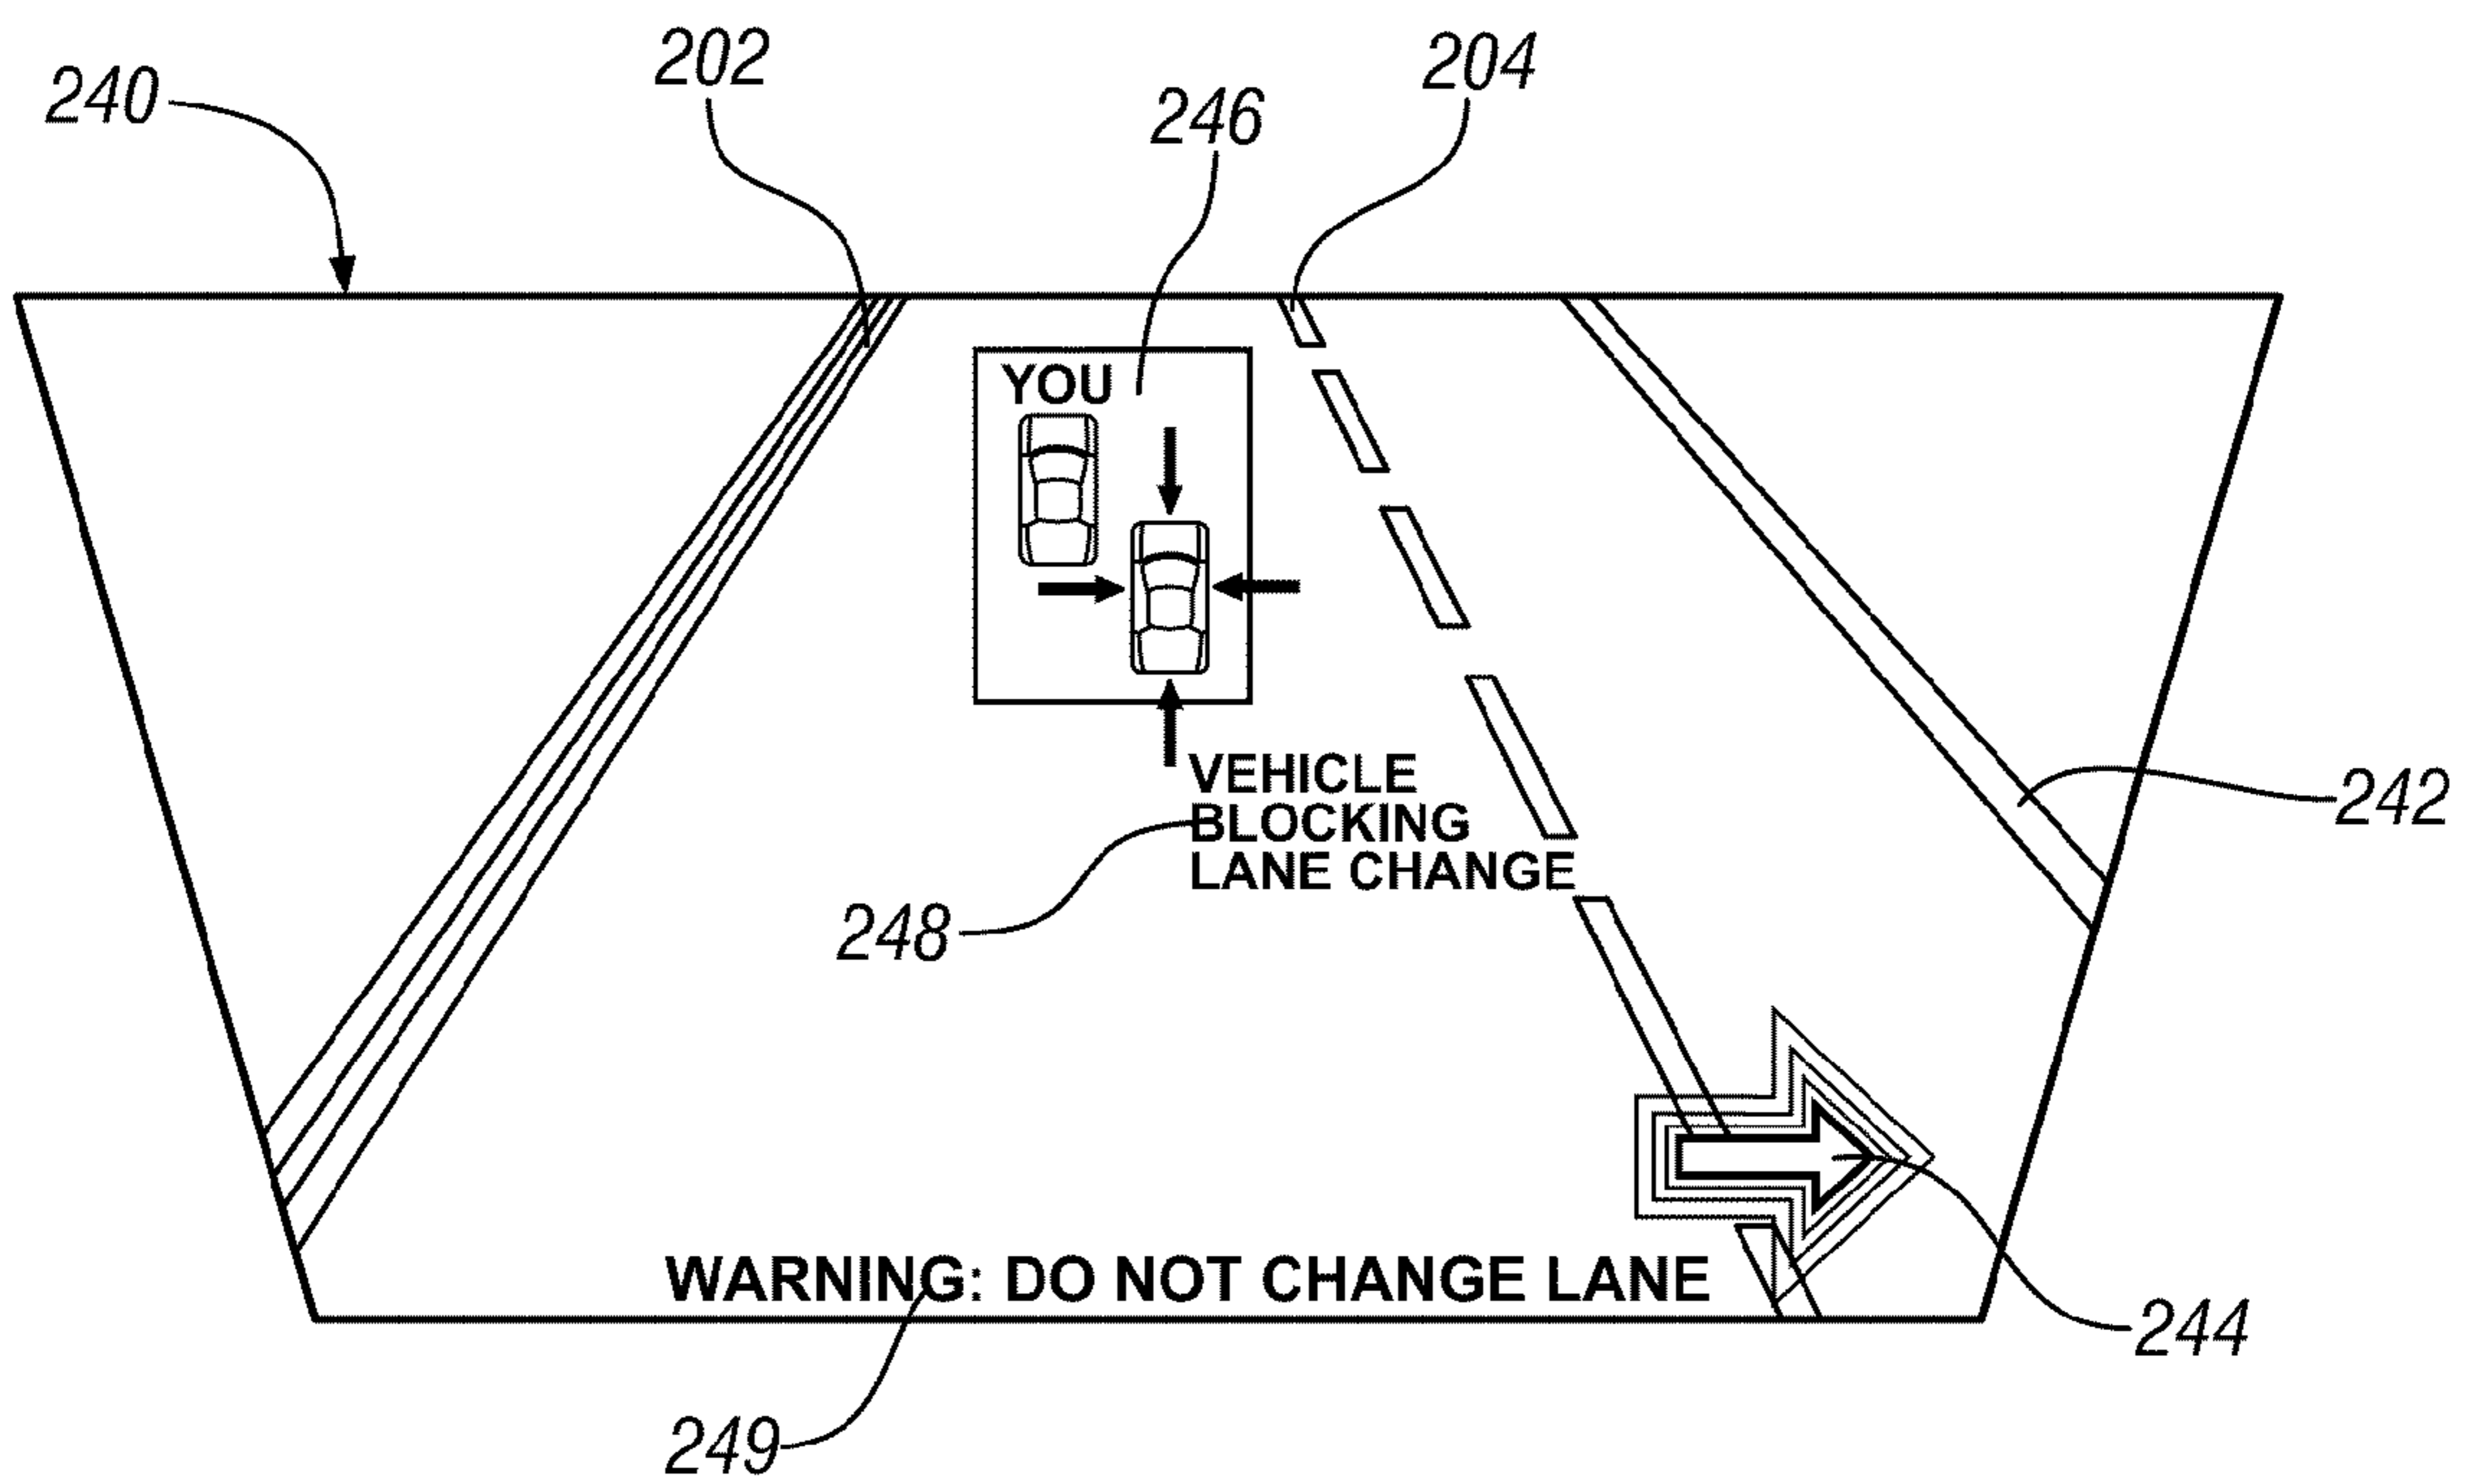 202
204
240
246
YOU
VEHICLE
BLOCKING
LANE CHANGE
242
248
WARNING: DO NOT CHANGE LANE
244
249